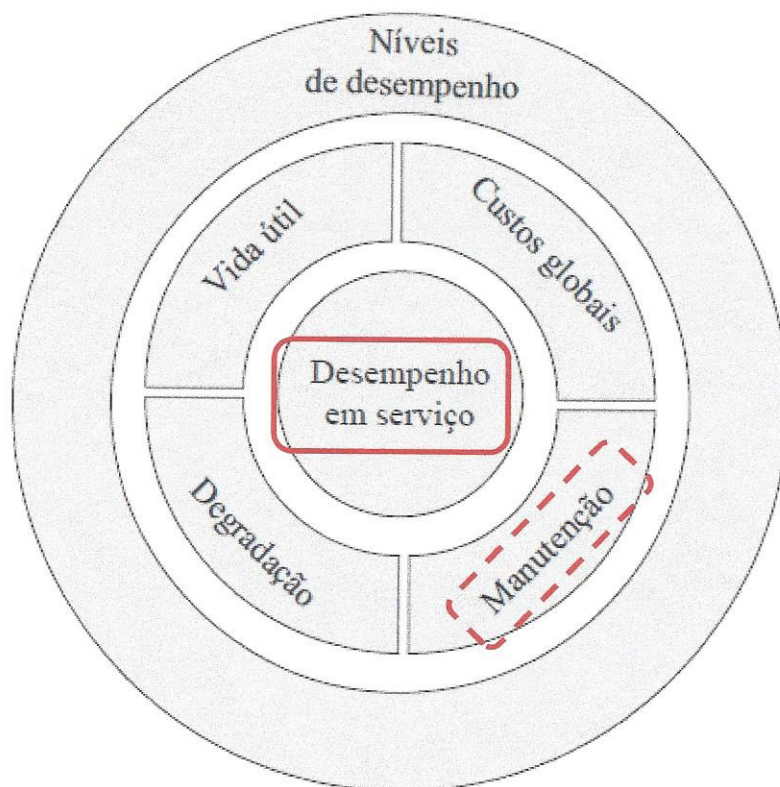 Níveis
de desempenho
Vida útil
Custos globais
Desempenho
em serviço
Degradação
Manutenção